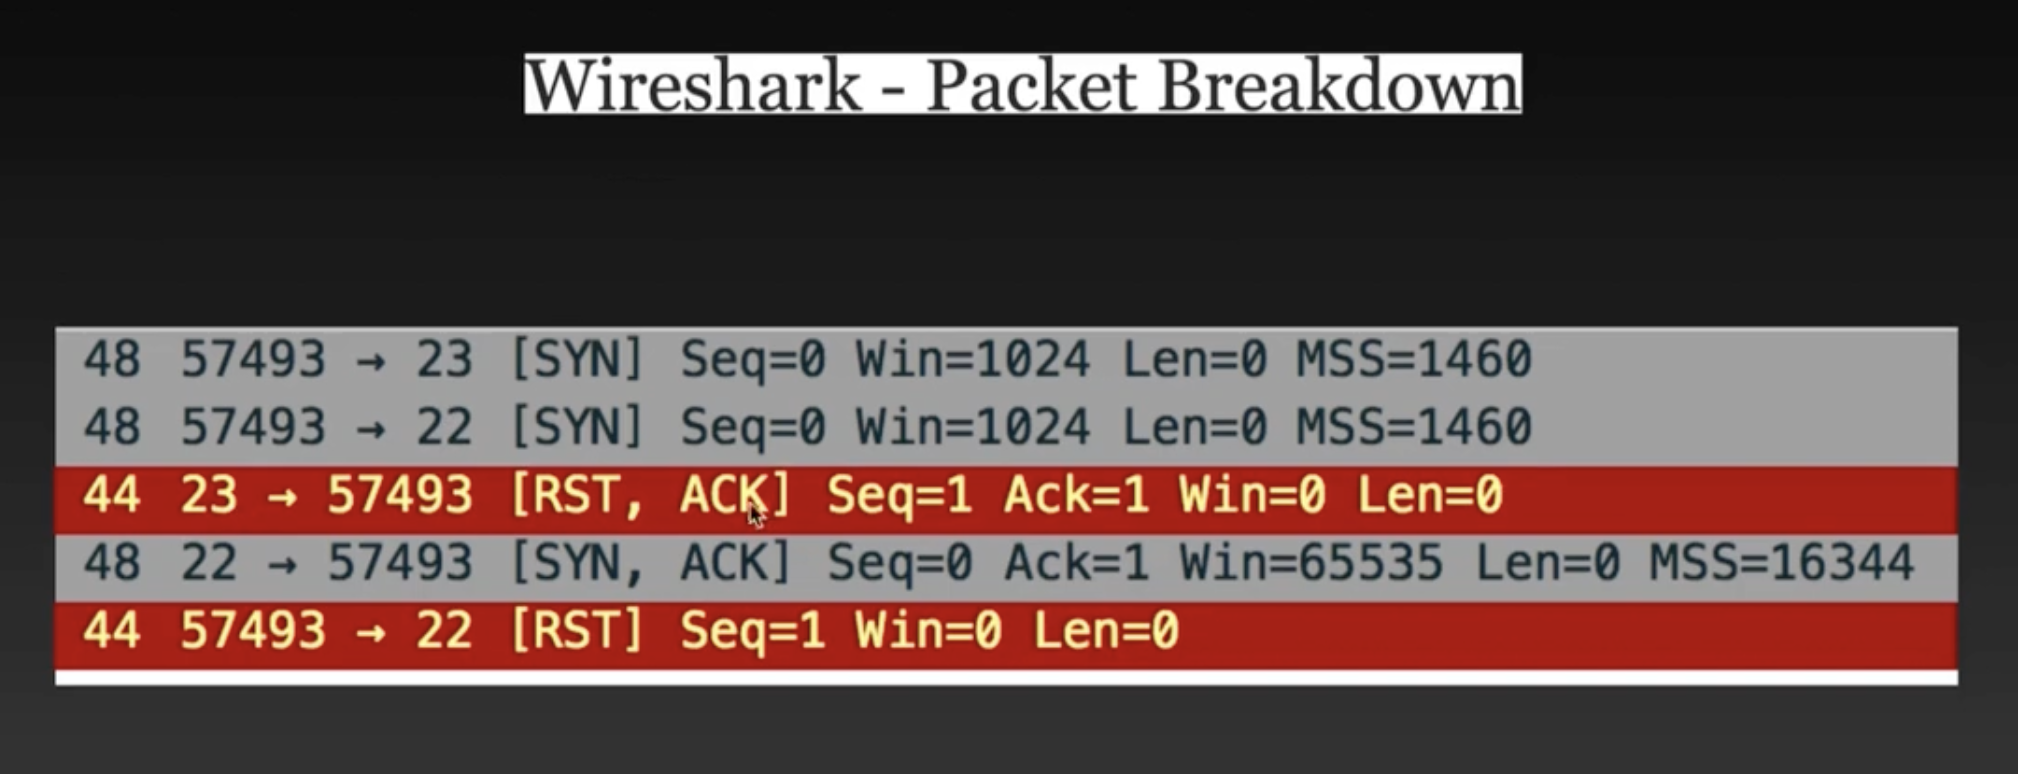 Wireshark - Packet Breakdown
48 57493 → 23 [SYN] Seq=0 Win=1024 Len=0 MSS=1460
48 57493 → 22 [SYN] Seq=0 Win=1024 Len=0 MSS=1460
44 23 → 57493 [RST, ACK] Seq=1 Ack=1 Win=0 Len=0
48 22 → 57493 [SYN, ACK] Seq=0 Ack=1 Win=65535 Len=0 MSS=16344
44 57493 → 22 [RST] Seq=1 Win=0 Len=0